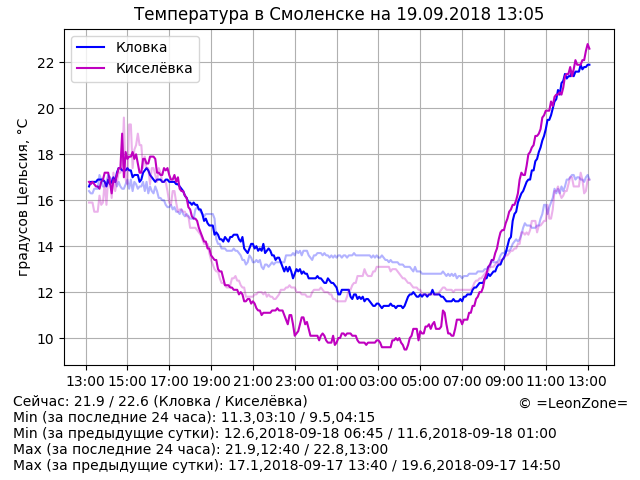 Температура в Смоленске на 19.09.2018 13:05
Кловка
Киселёвка
градусов Цельсия, °C
22
20
18
16
14
12
10
13:00 15:00 17:00 19:00 21:00 23:00 01:00 03:00 05:00 07:00 09:00 11:00 13:00
Сейчас: 21.9 / 22.6 (Кловка / Киселёвка)
© =LeonZone=
Min (за последние 24 часа): 11.3,03:10 / 9.5,04:15
Min (за предыдущие сутки): 12.6,2018-09-18 06:45 / 11.6,2018-09-18 01:00
Max (за последние 24 часа): 21.9,12:40 / 22.8,13:00
Max (за предыдущие сутки): 17.1,2018-09-17 13:40 / 19.6,2018-09-17 14:50